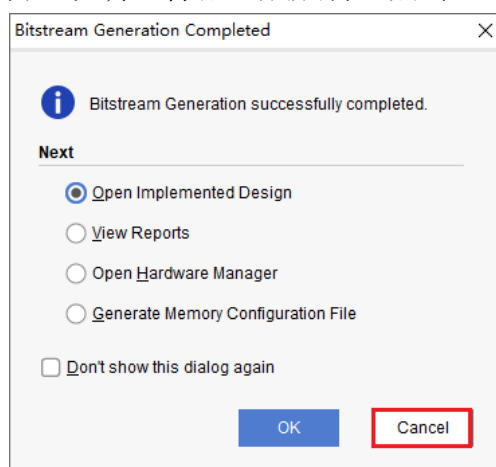 Bitstream Generation Completed
Bitstream Generation successfully completed.
Next
Open Implemented Design
View Reports
Open Hardware Manager
Generate Memory Configuration File
Don't show this dialog again
OK
Cancel